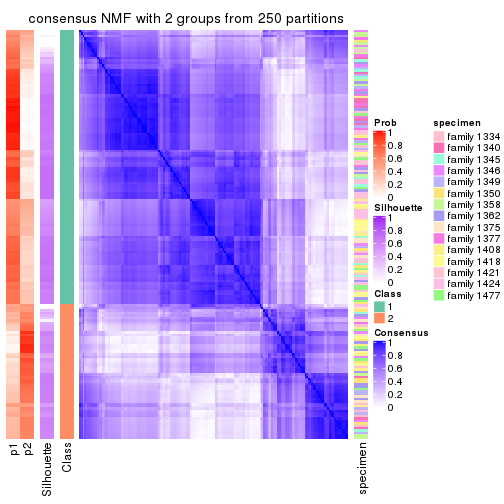 consensus NMF with 2 groups from 250 partitions
p1
p2
Silhouette
Class
specimen
Prob
1
0.8
0.6
0.4
0.2
0
Silhouette
1
0.8
0.6
0.4
0.2
0
Class
1
2
Consensus
1
0.8
0.6
0.4
0.2
0
specimen
family 1334
family 1340
family 1345
family 1346
family 1349
family 1350
family 1358
family 1362
family 1375
family 1377
family 1408
family 1418
family 1421
family 1424
family 1477